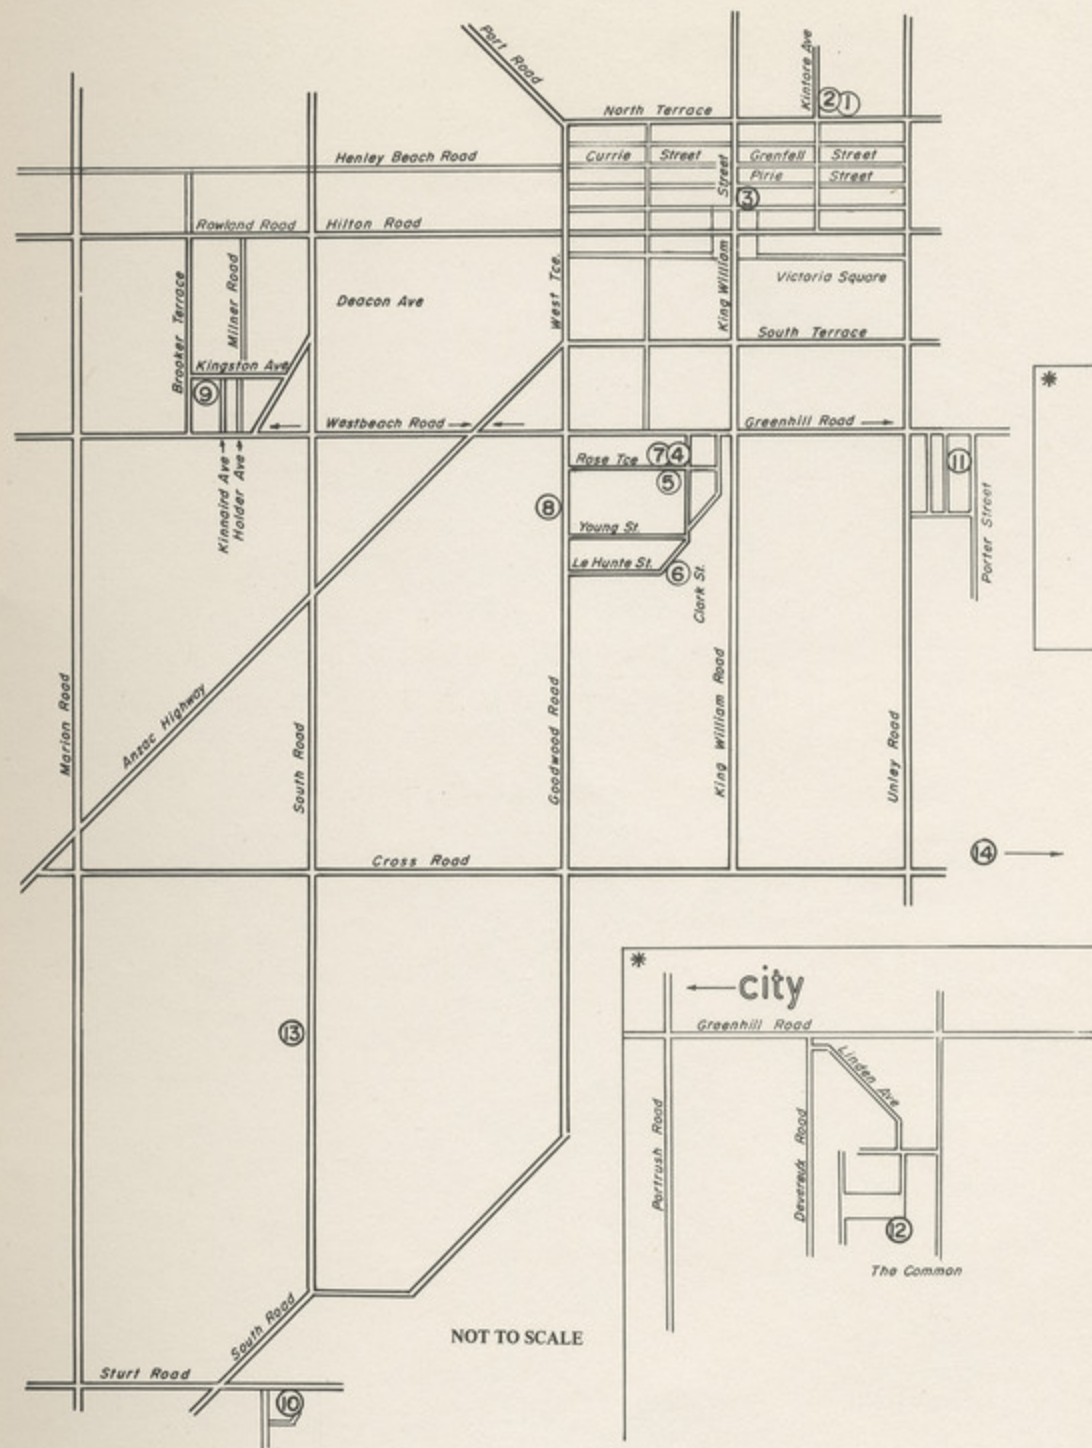 Port Road
Kintore Ave
② ①
North Terrace
Henley Beach Road
Currie Street
Grenfell Street
Pirie Street
Street
③
Rowland Road
Hilton Road
Brooker Terrace
Milner Road
Deacon Ave
West Tce.
King William
Victoria Square
South Terrace
Kingston Ave
⑨
*
Westbeach Road
Greenhill Road
Kinnaird Ave
Holder Ave
Rose Tce
⑦ ④
⑤
⑪
⑧
Young St.
Le Hunte St.
⑥
Clark St.
Porter Street
Marion Road
Anzac Highway
South Road
Goodwood Road
King William Road
Unley Road
Cross Road
⑭
*
city
Greenhill Road
⑬
Portrush Road
Devereux Road
Linden Ave
⑫
The Common
South Road
NOT TO SCALE
Sturt Road
⑩